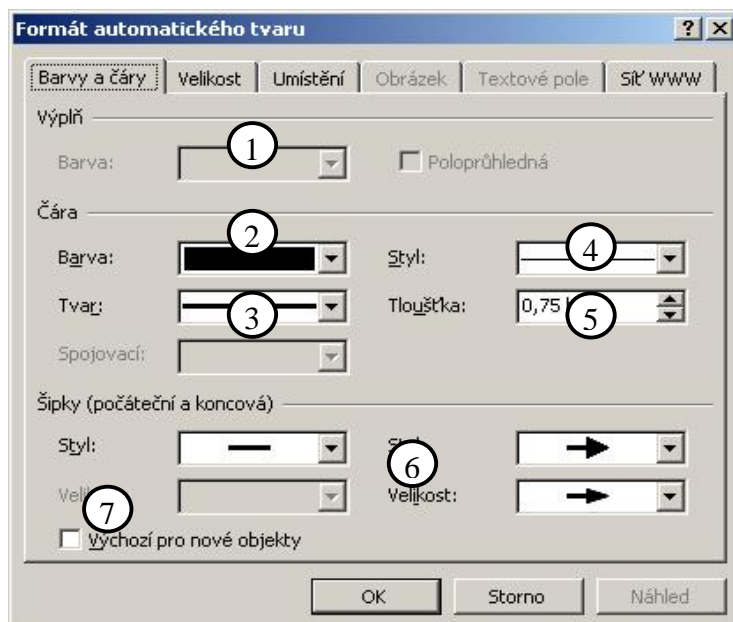 Formát automatického tvaru
Barvy a čáry Velikost Umístění Obrázek Textové pole Síť WWW
Výplň
Barva: 1 Poloprůhledná
Čára
Barva: 2 Styl: 4
Tvar: 3 Tloušťka: 0,75 5
Spojovací:
Šipky (počáteční a koncová)
Styl: 6
Velikost:
7
Výchozí pro nové objekty
OK Storno Náhled